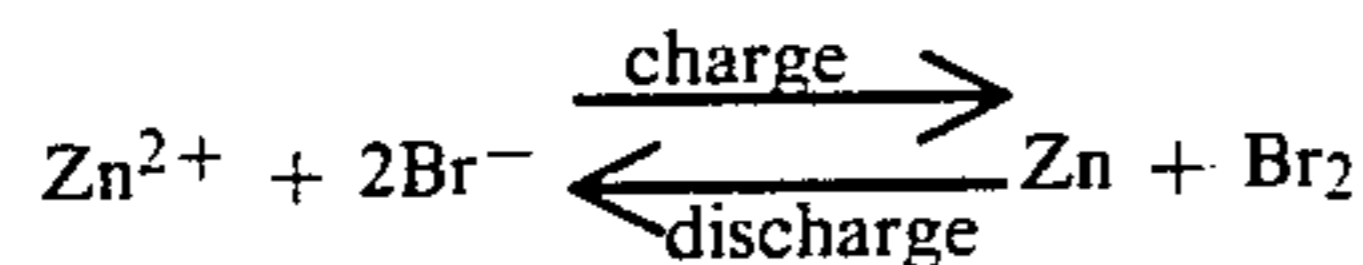 charge
Zn²⁺ + 2Br⁻ ⇄ Zn + Br₂
discharge